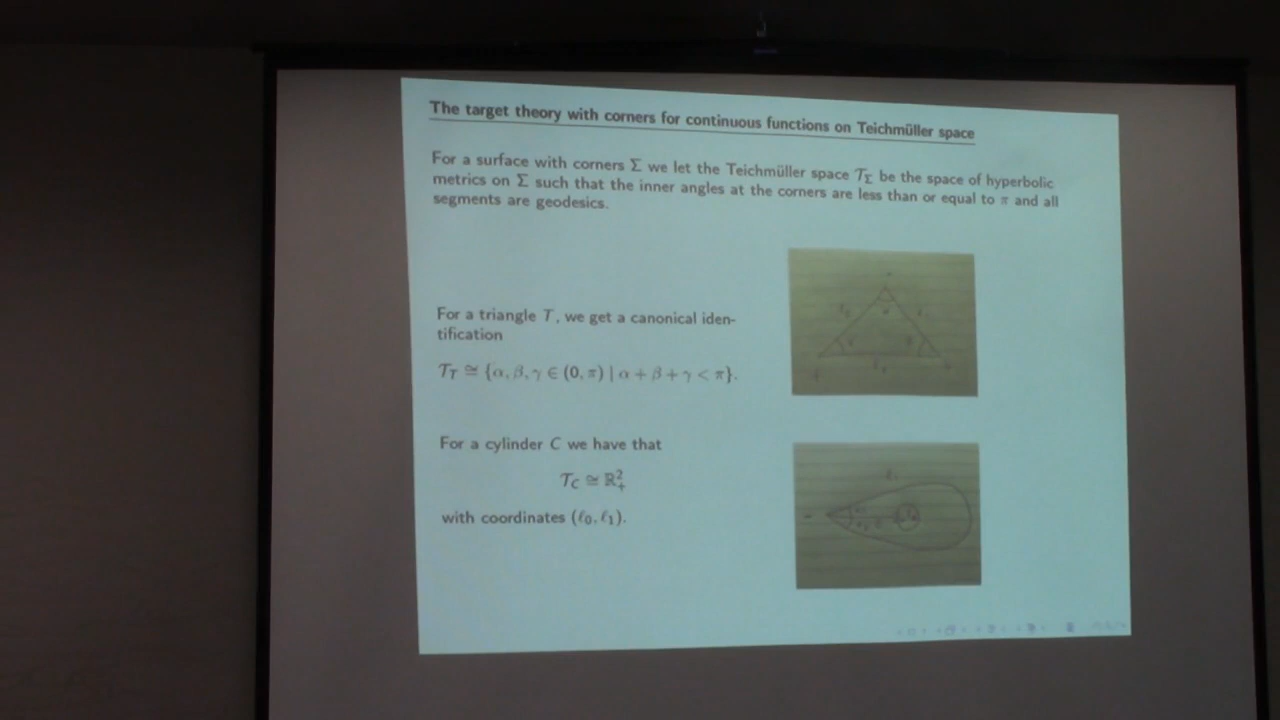 The target theory with corners for continuous functions on Teichmüller space
For a surface with corners Σ we let the Teichmüller space 𝒯_Σ be the space of hyperbolic
metrics on Σ such that the inner angles at the corners are less than or equal to π and all
segments are geodesics.
For a triangle T, we get a canonical iden-
tification
𝒯_T ≅ {α, β, γ ∈ (0, π) | α + β + γ < π}.
For a cylinder C we have that
𝒯_C ≅ ℝ²₊
with coordinates (ℓ₀, ℓ₁).